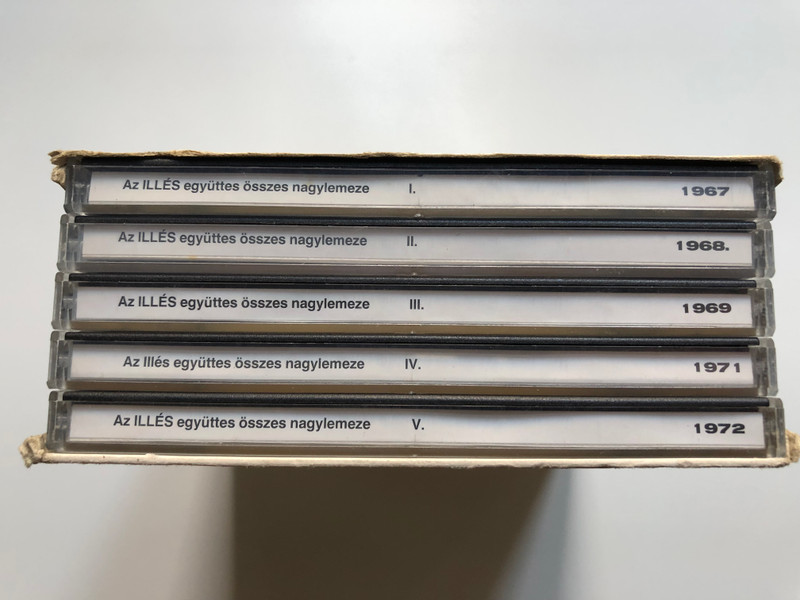 Az ILLÉS együttes összes nagylemeze I. 1967
Az ILLÉS együttes összes nagylemeze II. 1968.
Az ILLÉS együttes összes nagylemeze III. 1969
Az Illés együttes összes nagylemeze IV. 1971
Az ILLÉS együttes összes nagylemeze V. 1972